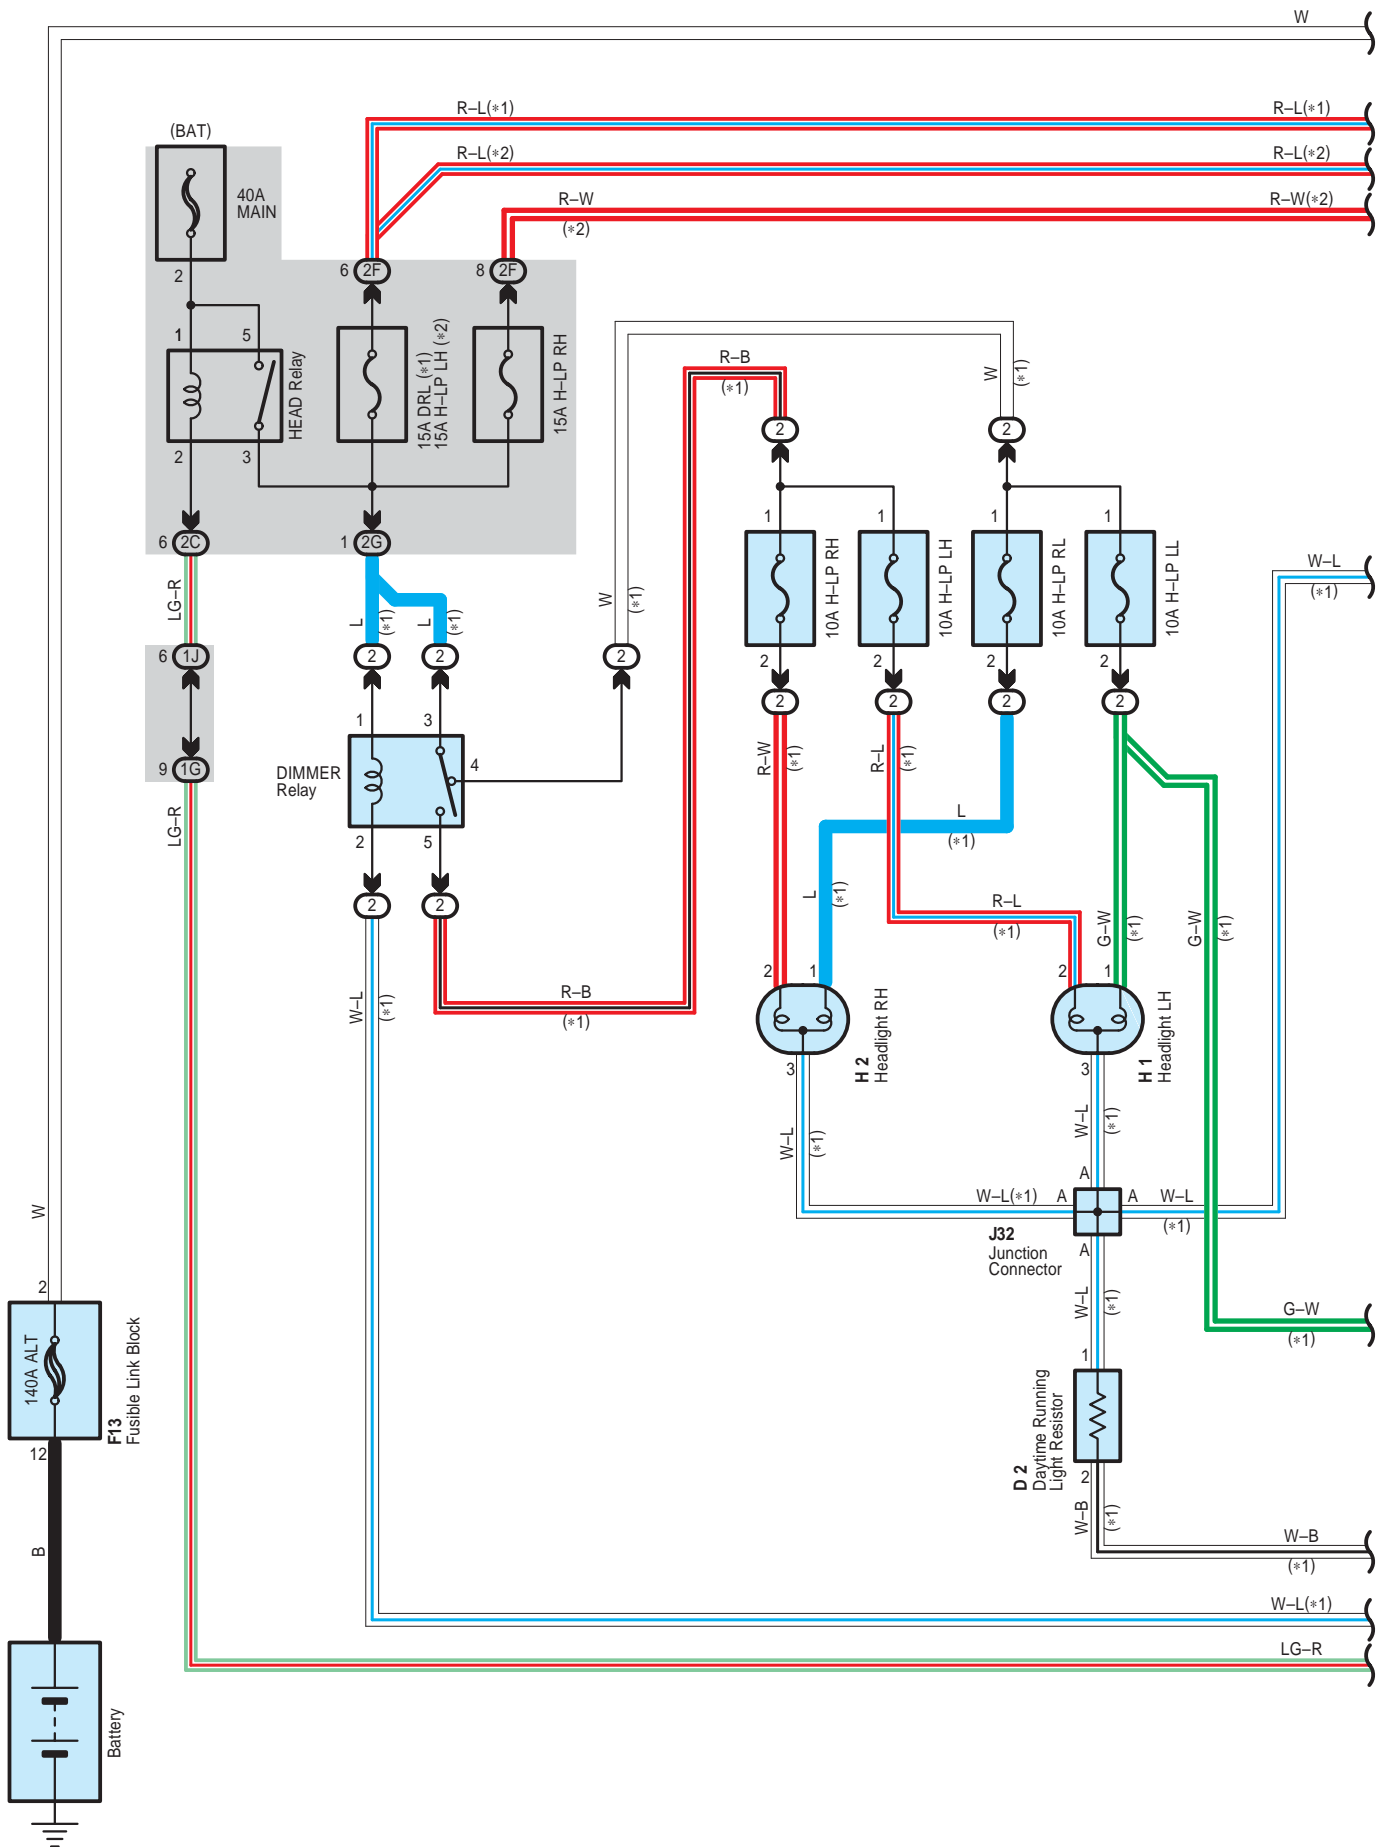 W
R–L(*1)
R–L(*1)
(BAT)
R–L(*2)
R–L(*2)
40A
MAIN
R–W
(*2)
R–W(*2)
2
6
2F
8
2F
1
5
HEAD Relay
15A DRL (*1)
15A H–LP LH (*2)
15A H–LP RH
2
3
R–B
(*1)
W
(*1)
2
2
6
2C
1
2G
1
1
1
1
10A H–LP RH
10A H–LP LH
10A H–LP RL
10A H–LP LL
W–L
(*1)
LG–R
L
(*1)
L
(*1)
W
(*1)
6
1J
2
2
2
2
2
2
2
2
2
2
2
1
3
R–W
(*1)
R–L
(*1)
9
1G
DIMMER
Relay
4
LG–R
2
5
L
(*1)
2
2
L
(*1)
R–L
(*1)
G–W
(*1)
G–W
(*1)
2
1
2
1
W–L
(*1)
R–B
(*1)
H 2
Headlight RH
H 1
Headlight LH
3
3
W–L
(*1)
W–L
(*1)
A
W–L(*1)
A
A
W–L
(*1)
W
J32
Junction
Connector
A
2
W–L
(*1)
G–W
(*1)
140A ALT
F13
Fusible Link Block
1
12
D 2
Daytime Running
Light Resistor
2
W–B
(*1)
B
W–B
(*1)
W–L(*1)
LG–R
Battery